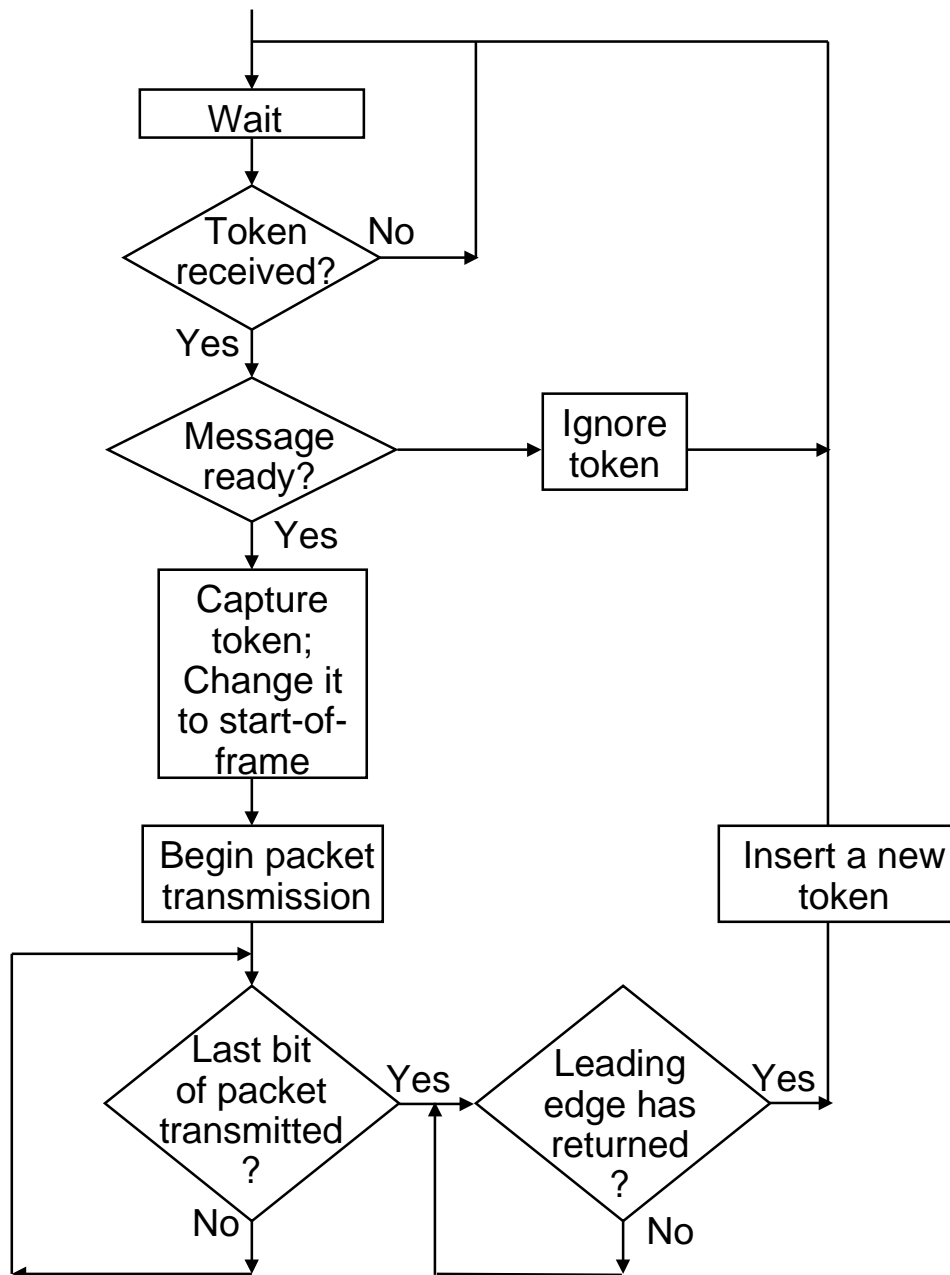 Wait
Token
received?
No
Yes
Message
ready?
Ignore
token
Yes
Capture
token;
Change it
to start-of-
frame
Begin packet
transmission
Insert a new
token
Last bit
of packet
transmitted
?
Yes
Leading
edge has
returned
?
Yes
No
No